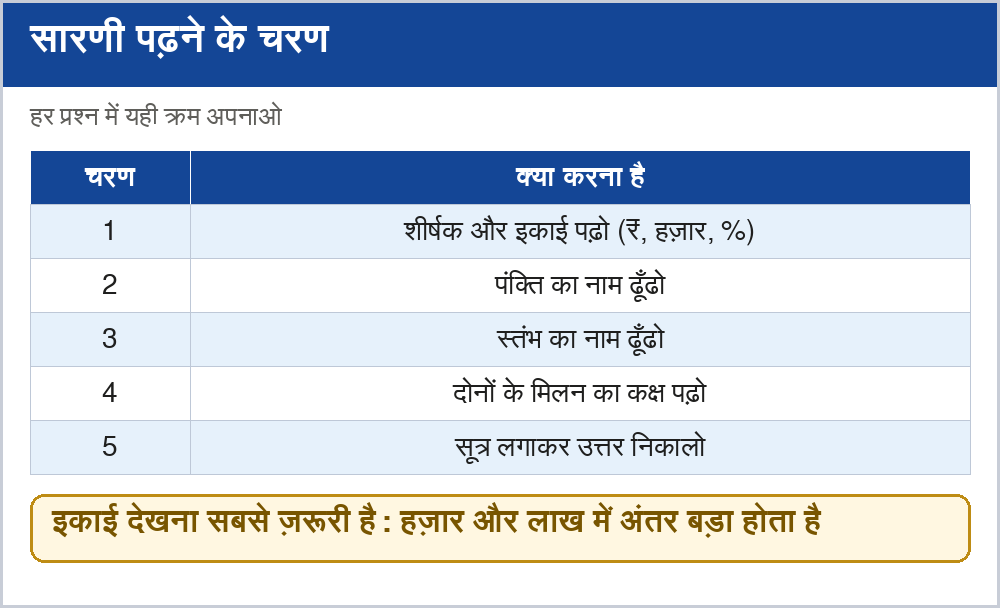 सारणी पढ़ने के चरण
हर प्रश्न में यही क्रम अपनाओ
चरण क्या करना है
1 शीर्षक और इकाई पढ़ो (₹, हज़ार, %)
2 पंक्ति का नाम ढूँढो
3 स्तंभ का नाम ढूँढो
4 दोनों के मिलन का कक्ष पढ़ो
5 सूत्र लगाकर उत्तर निकालो
इकाई देखना सबसे ज़रूरी है : हज़ार और लाख में अंतर बड़ा होता है